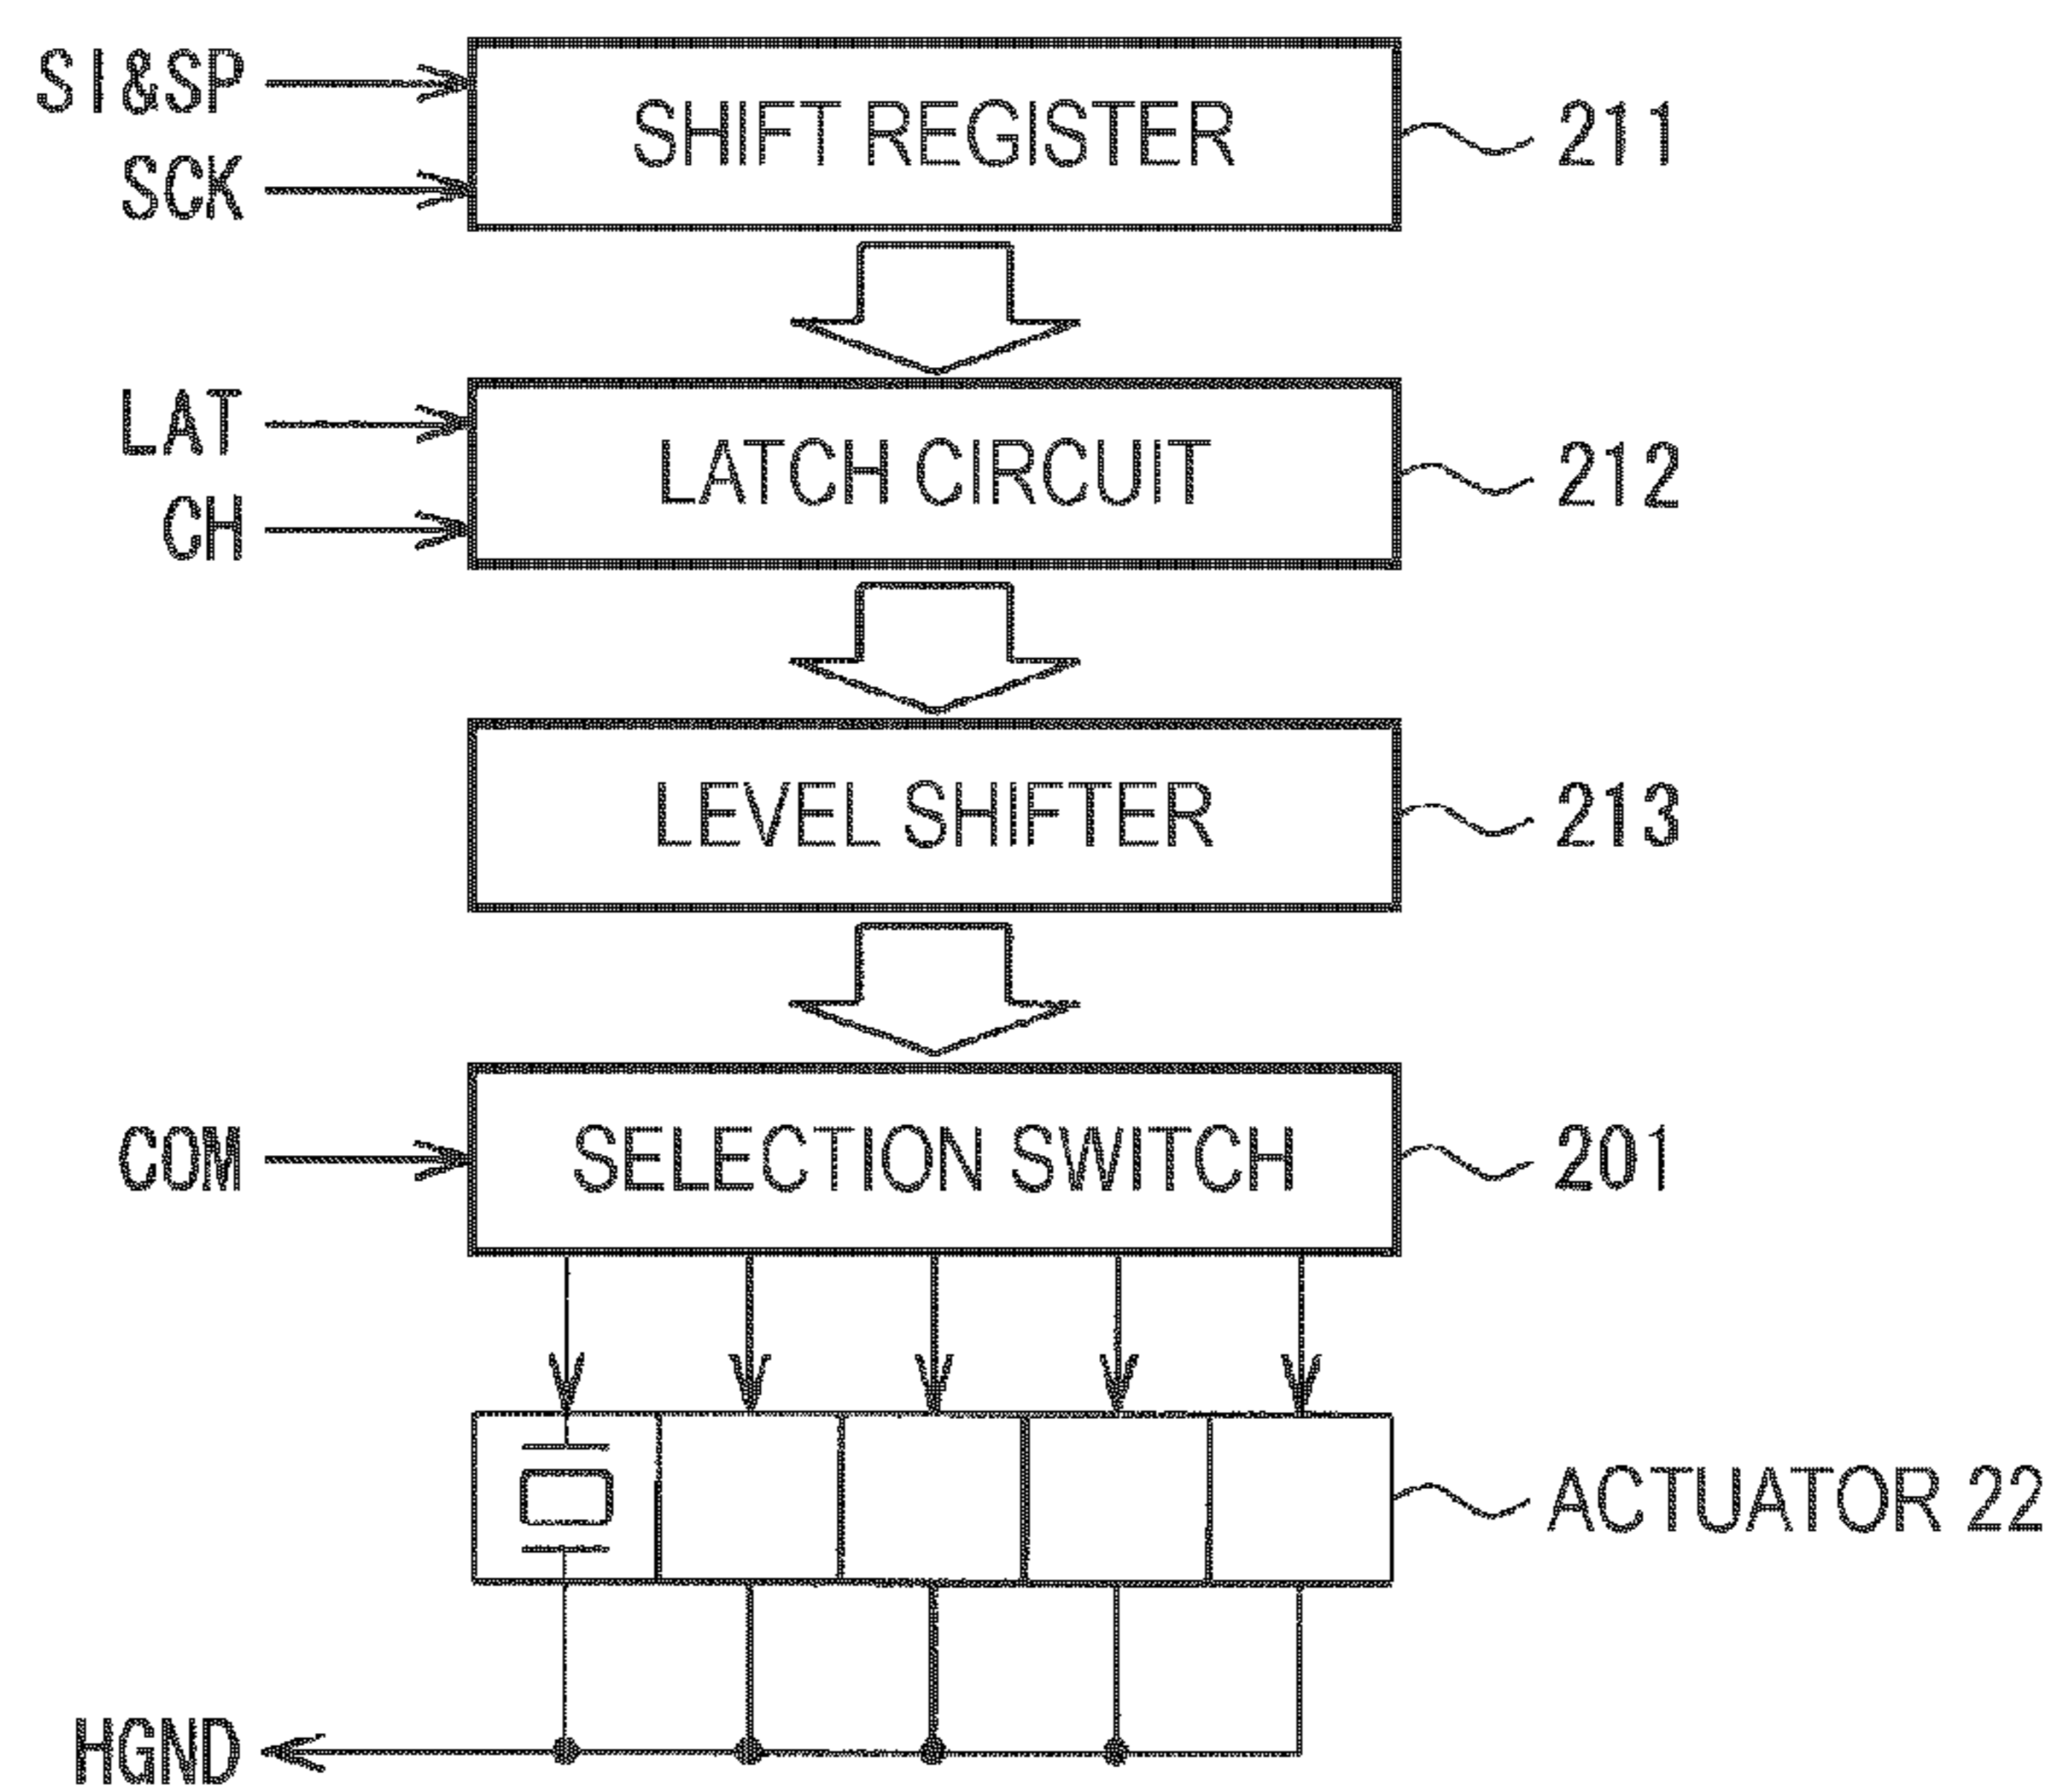 SI&SP
SHIFT REGISTER
211
SCK
LAT
LATCH CIRCUIT
212
CH
LEVEL SHIFTER
213
COM
SELECTION SWITCH
201
ACTUATOR 22
HGND